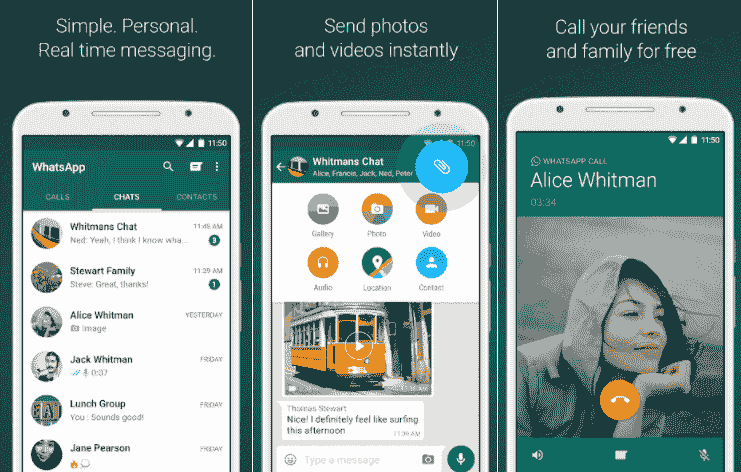 Simple. Personal.
Real time messaging.
11:50
WhatsApp
CALLS CHATS CONTACTS
Whitmans Chat 11:45 AM
Ned: Yeah, I think I know wha... 3
Stewart Family 11:29 AM
Steve: Great, thanks! 1
Alice Whitman YESTERDAY
Image
Jack Whitman FRIDAY
0:07
Lunch Group FRIDAY
You : Sounds good!
Jane Pearson FRIDAY
Send photos
and videos instantly
11:50
Whitmans Chat
Alice, Francie, Jack, Ned, Peter
Gallery Photo Video
Audio Location Contact
Thomas Stewart
Nice! I definitely feel like surfing
this afternoon
11:39 AM
Type a message
Call your friends
and family for free
11:50
WHATSAPP CALL
Alice Whitman
03:34